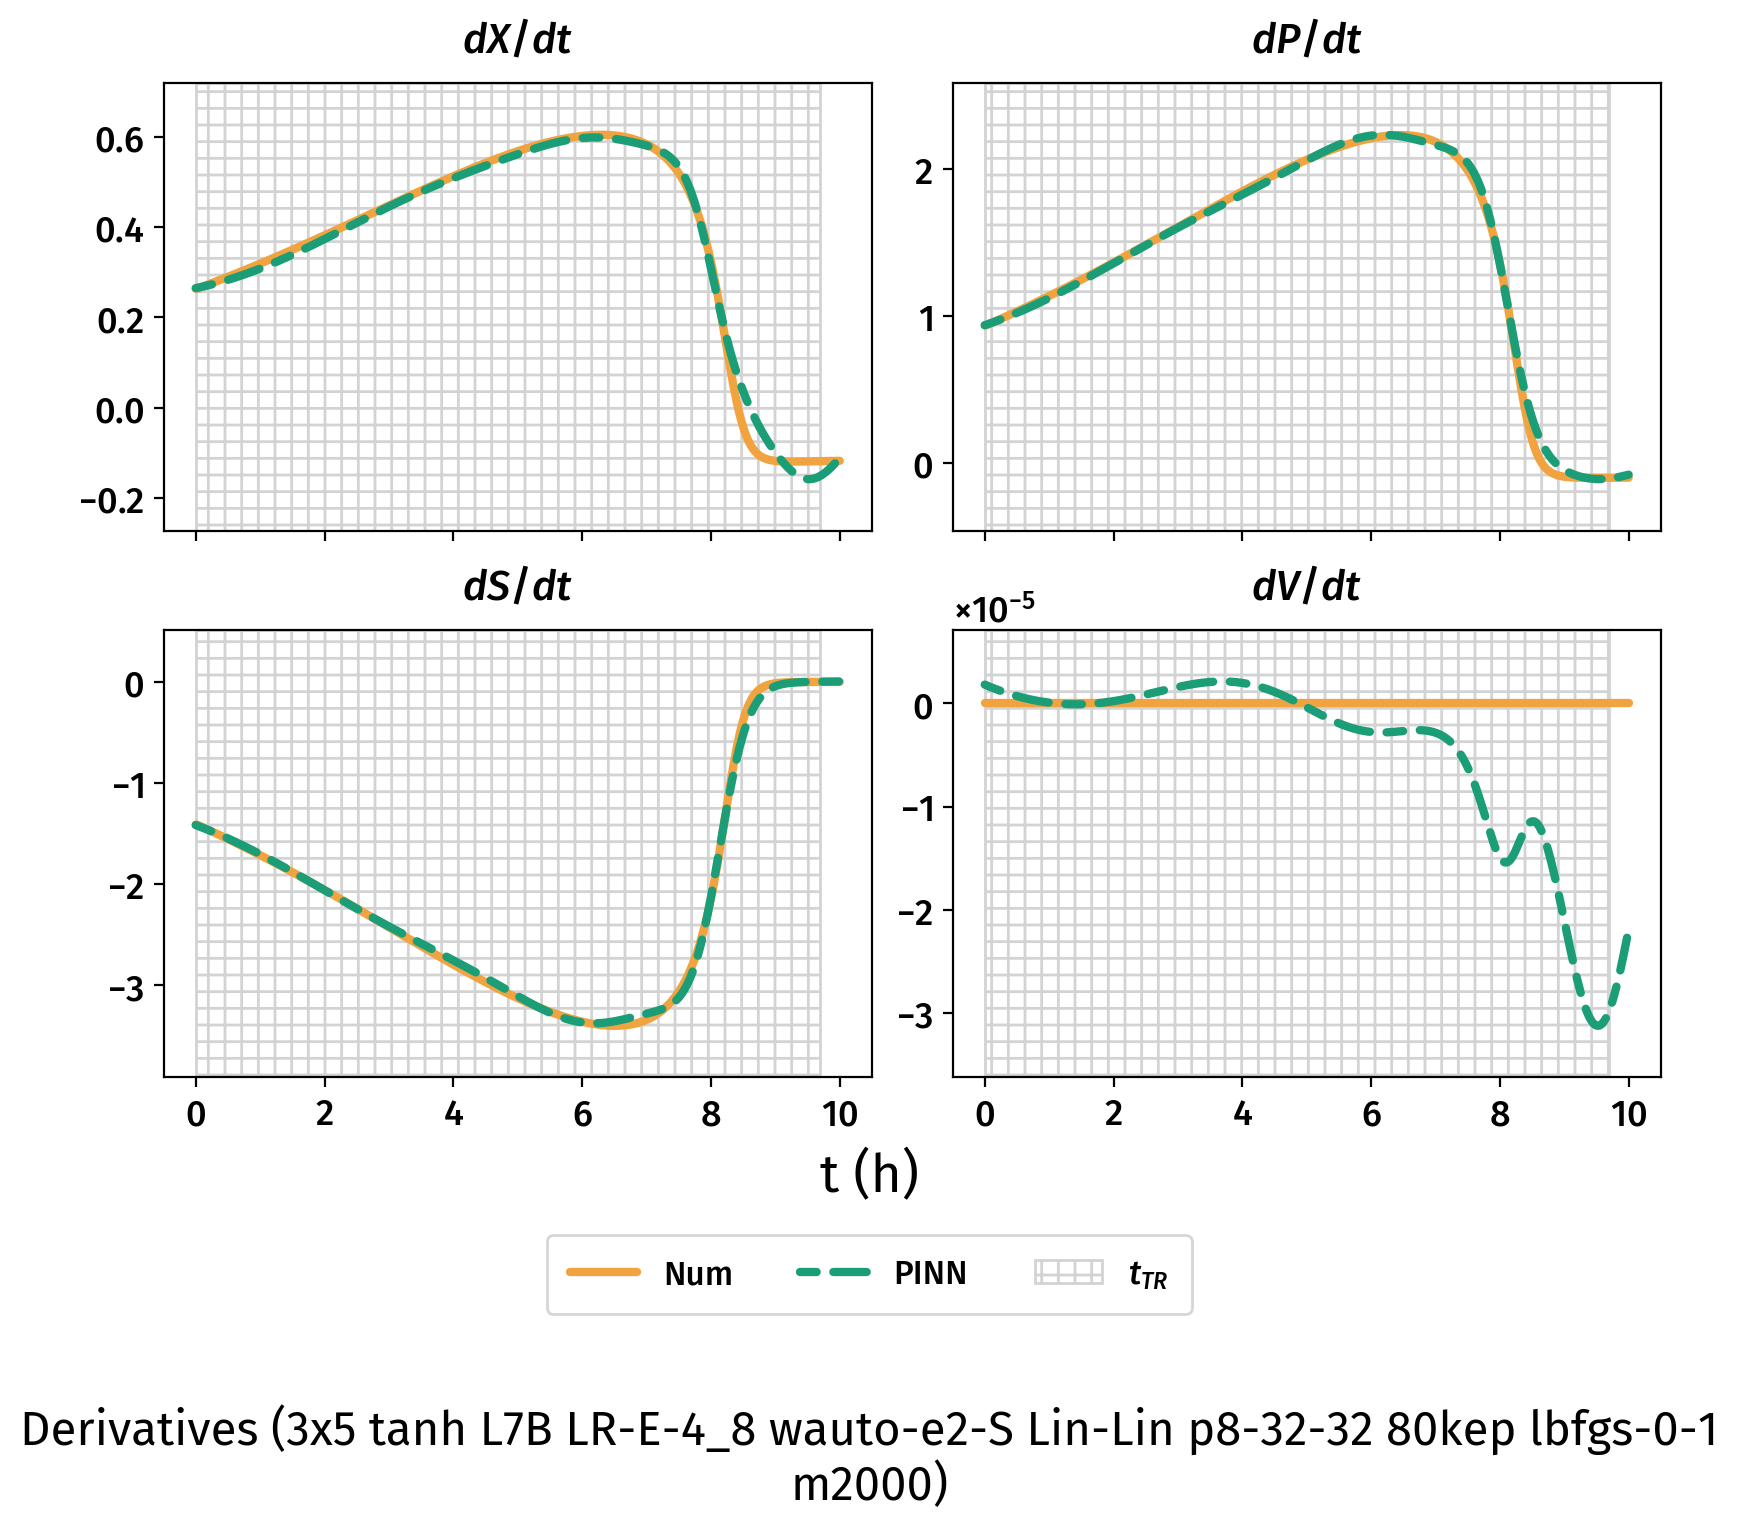 dX/dt
dP/dt
0.6
0.4
0.2
0.0
−0.2
2
1
0
dS/dt
dV/dt
×10⁻⁵
0
−1
−2
−3
0
−1
−2
−3
0 2 4 6 8 10
0 2 4 6 8 10
t (h)
Num PINN t_TR
Derivatives (3x5 tanh L7B LR-E-4_8 wauto-e2-S Lin-Lin p8-32-32 80kep lbfgs-0-1
m2000)